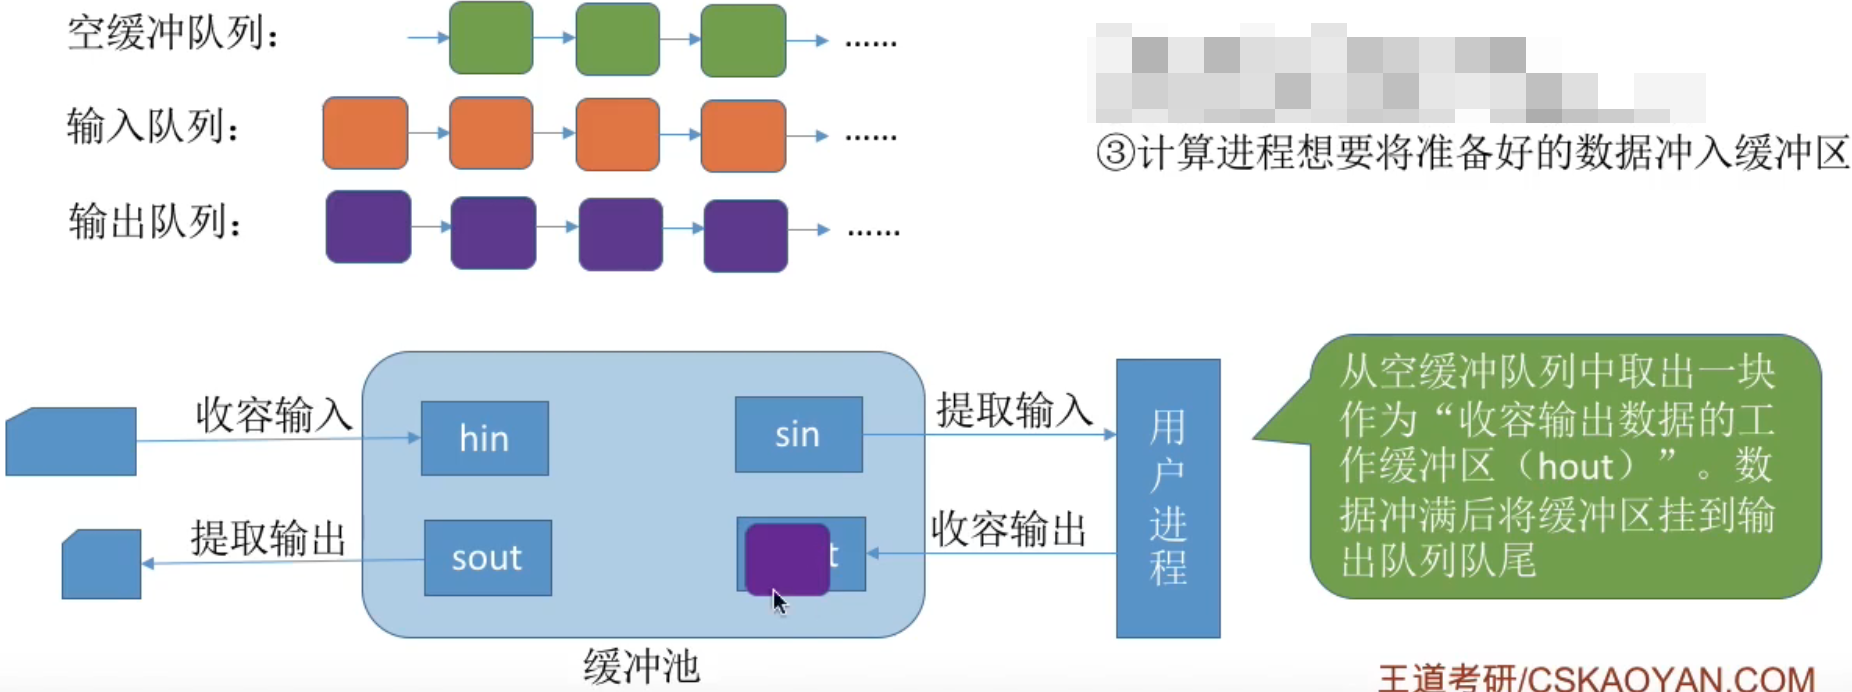 空缓冲队列：
······
输入队列：
······
输出队列：
······
③计算进程想要将准备好的数据冲入缓冲区
收容输入
hin
sin
提取输入
提取输出
sout
t
收容输出
用户进程
缓冲池
从空缓冲队列中取出一块
作为“收容输出数据的工
作缓冲区（hout）”。数
据冲满后将缓冲区挂到输
出队列队尾
王道考研/CSKAOYAN.COM